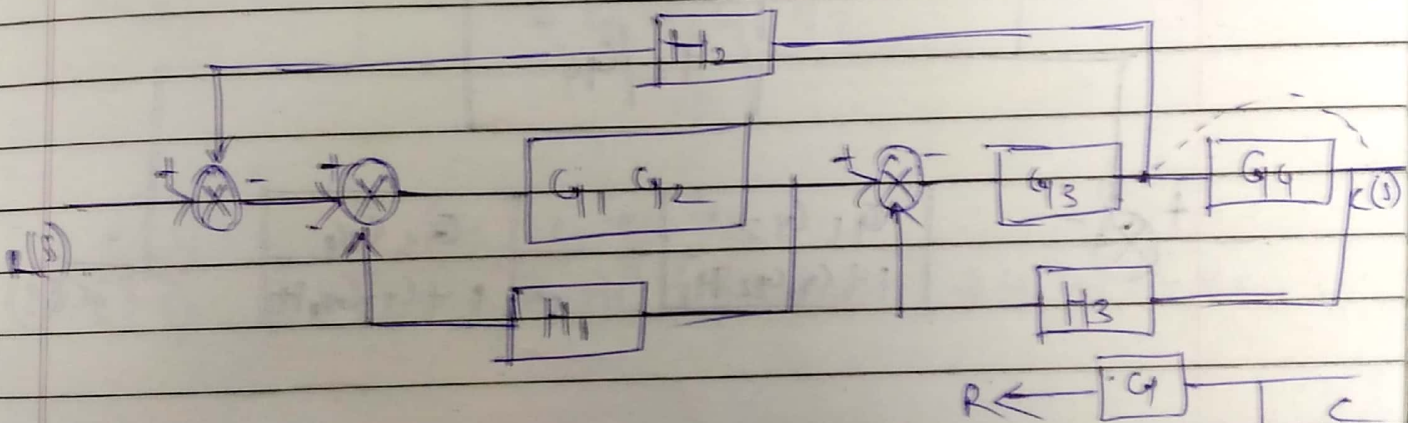 H2
+ - + G1 G2 + - G3 G4
C(s)
R(s) -
H1 H3
R G C